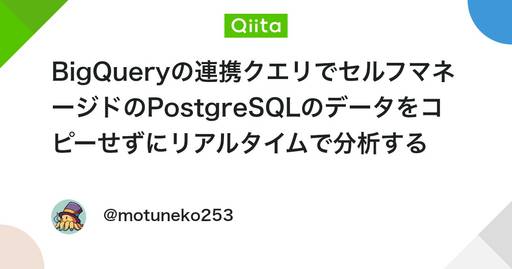 Qiita
BigQueryの連携クエリでセルフマネ
ージドのPostgreSQLのデータをコ
ピーせずにリアルタイムで分析する
@motuneko253